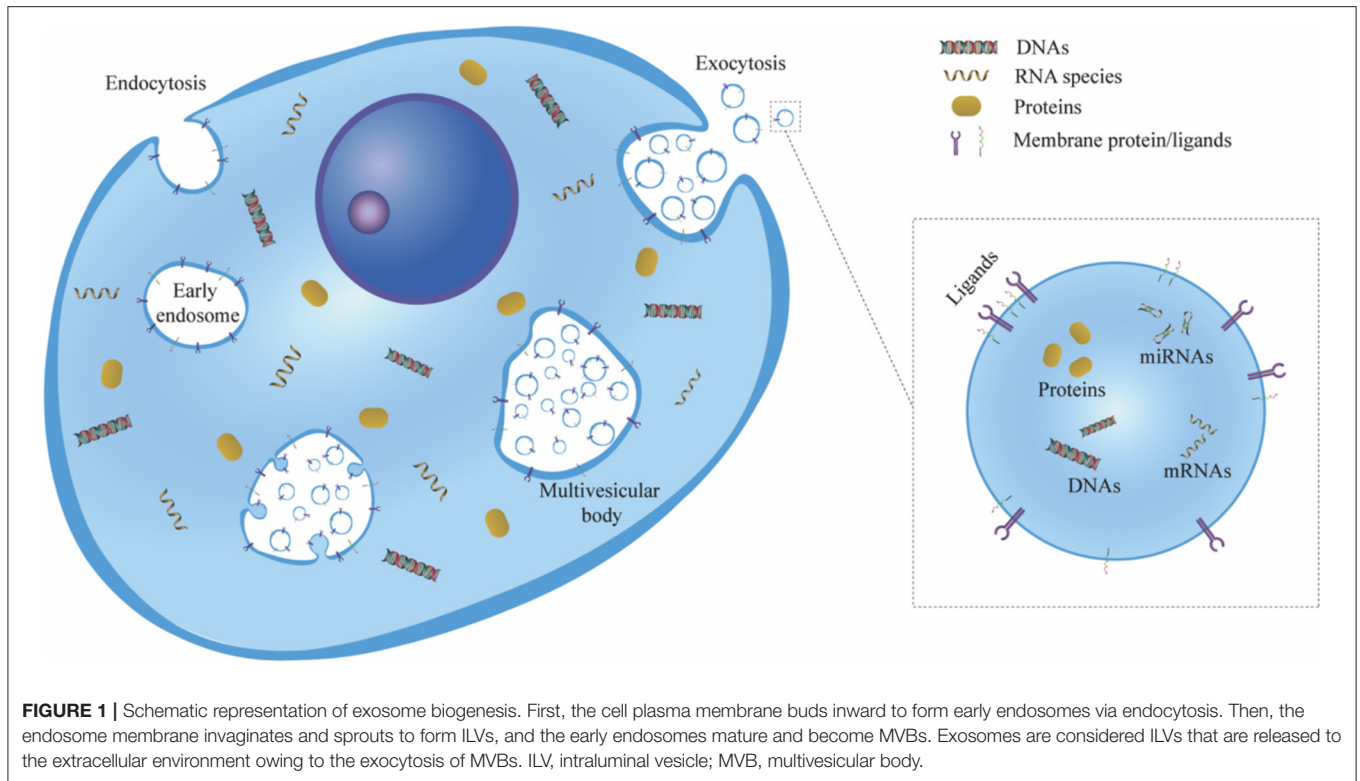 Endocytosis
Exocytosis
DNAs
RNA species
Proteins
Membrane protein/ligands
Early
endosome
Multivesicular
body
Ligands
Proteins
miRNAs
DNAs
mRNAs
FIGURE 1 | Schematic representation of exosome biogenesis. First, the cell plasma membrane buds inward to form early endosomes via endocytosis. Then, the
endosome membrane invaginates and sprouts to form ILVs, and the early endosomes mature and become MVBs. Exosomes are considered ILVs that are released to
the extracellular environment owing to the exocytosis of MVBs. ILV, intraluminal vesicle; MVB, multivesicular body.